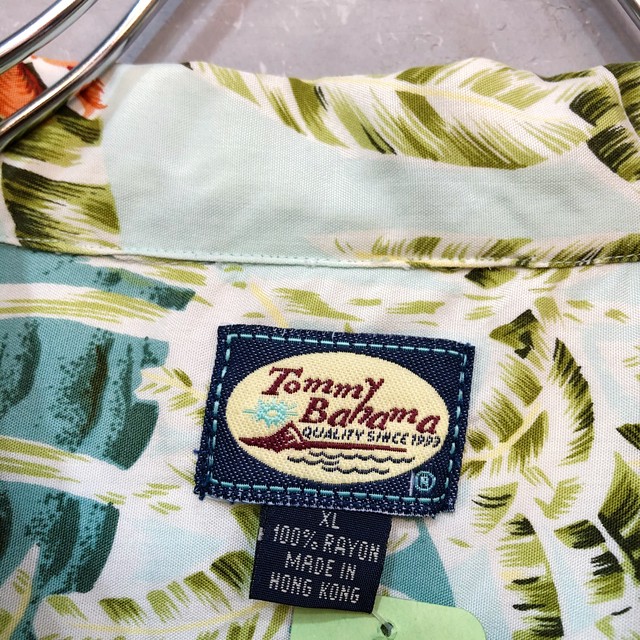 Tommy
Bahama
QUALITY SINCE 1993
®
XL
100% RAYON
MADE IN
HONG KONG